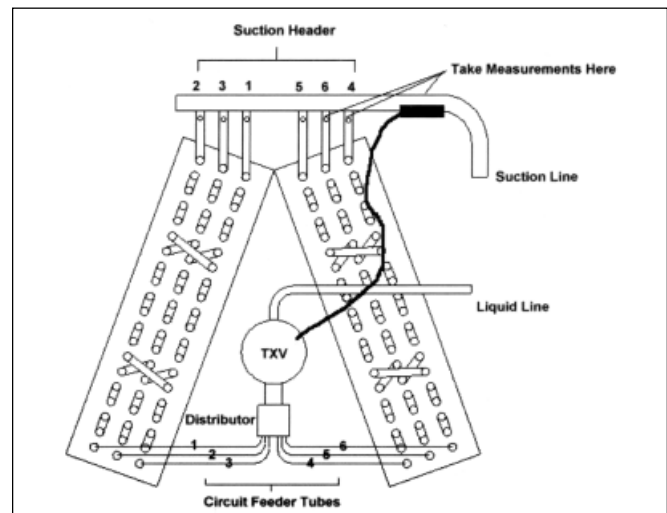 Suction Header
2 3 1 5 6 4
Take Measurements Here
Suction Line
Liquid Line
TXV
Distributor
1 6
2 5
3 4
Circuit Feeder Tubes